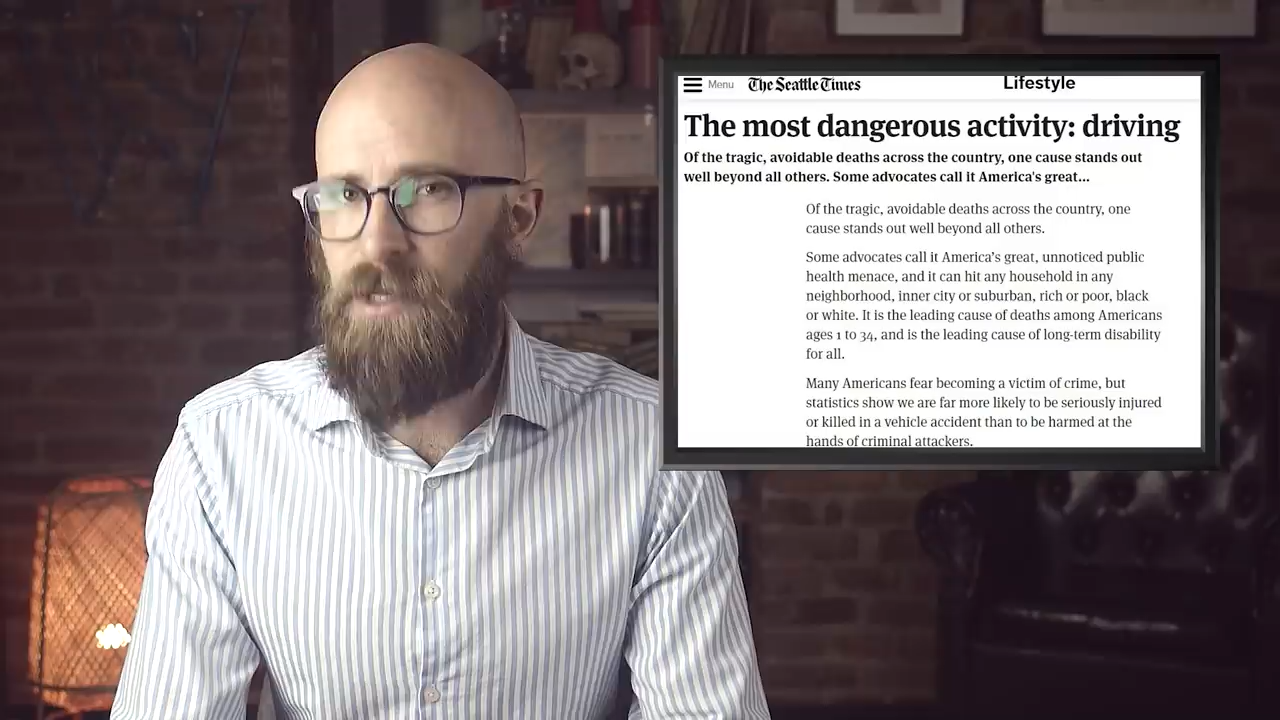 Menu The Seattle Times Lifestyle
The most dangerous activity: driving
Of the tragic, avoidable deaths across the country, one cause stands out
well beyond all others. Some advocates call it America's great...
Of the tragic, avoidable deaths across the country, one
cause stands out well beyond all others.
Some advocates call it America’s great, unnoticed public
health menace, and it can hit any household in any
neighborhood, inner city or suburban, rich or poor, black
or white. It is the leading cause of deaths among Americans
ages 1 to 34, and is the leading cause of long-term disability
for all.
Many Americans fear becoming a victim of crime, but
statistics show we are far more likely to be seriously injured
or killed in a vehicle accident than to be harmed at the
hands of criminal attackers.